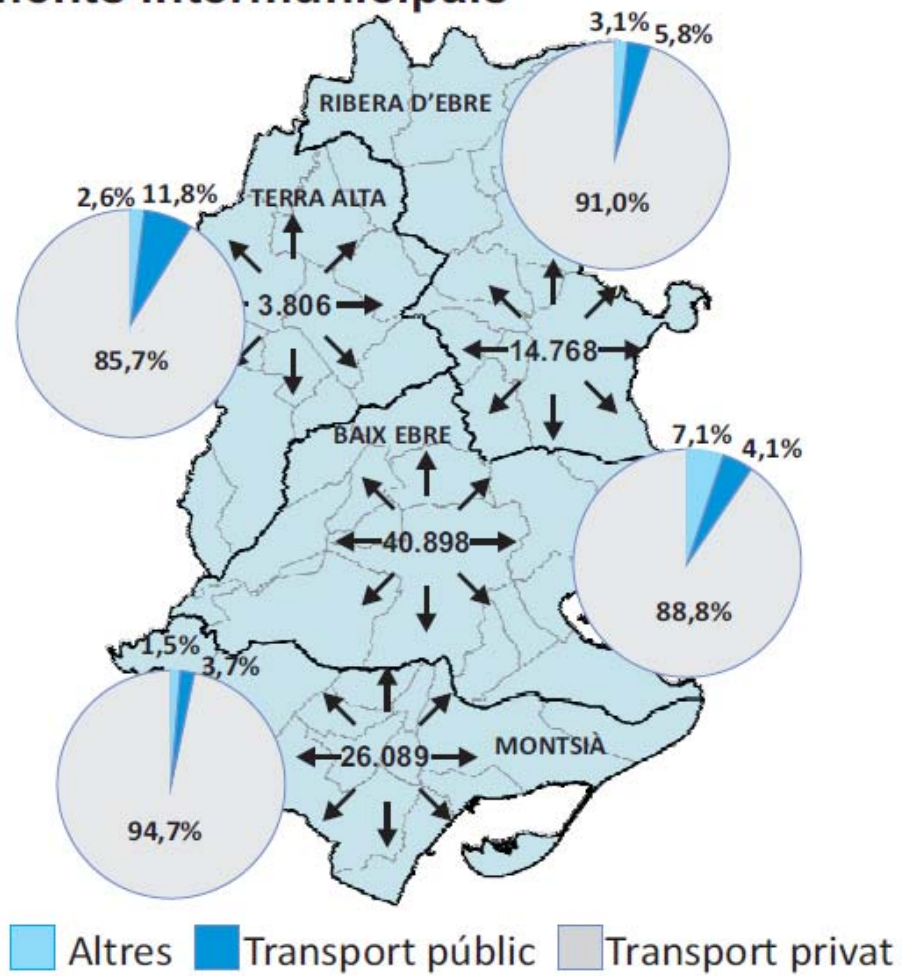 3,1% 5,8%
RIBERA D'EBRE
91,0%
2,6% 11,8%
TERRA ALTA
85,7%
3.806
14.768
BAIX EBRE
7,1% 4,1%
40.898
88,8%
1,5% 3,7%
26.089
MONTSIÀ
94,7%
Altres
Transport públic
Transport privat